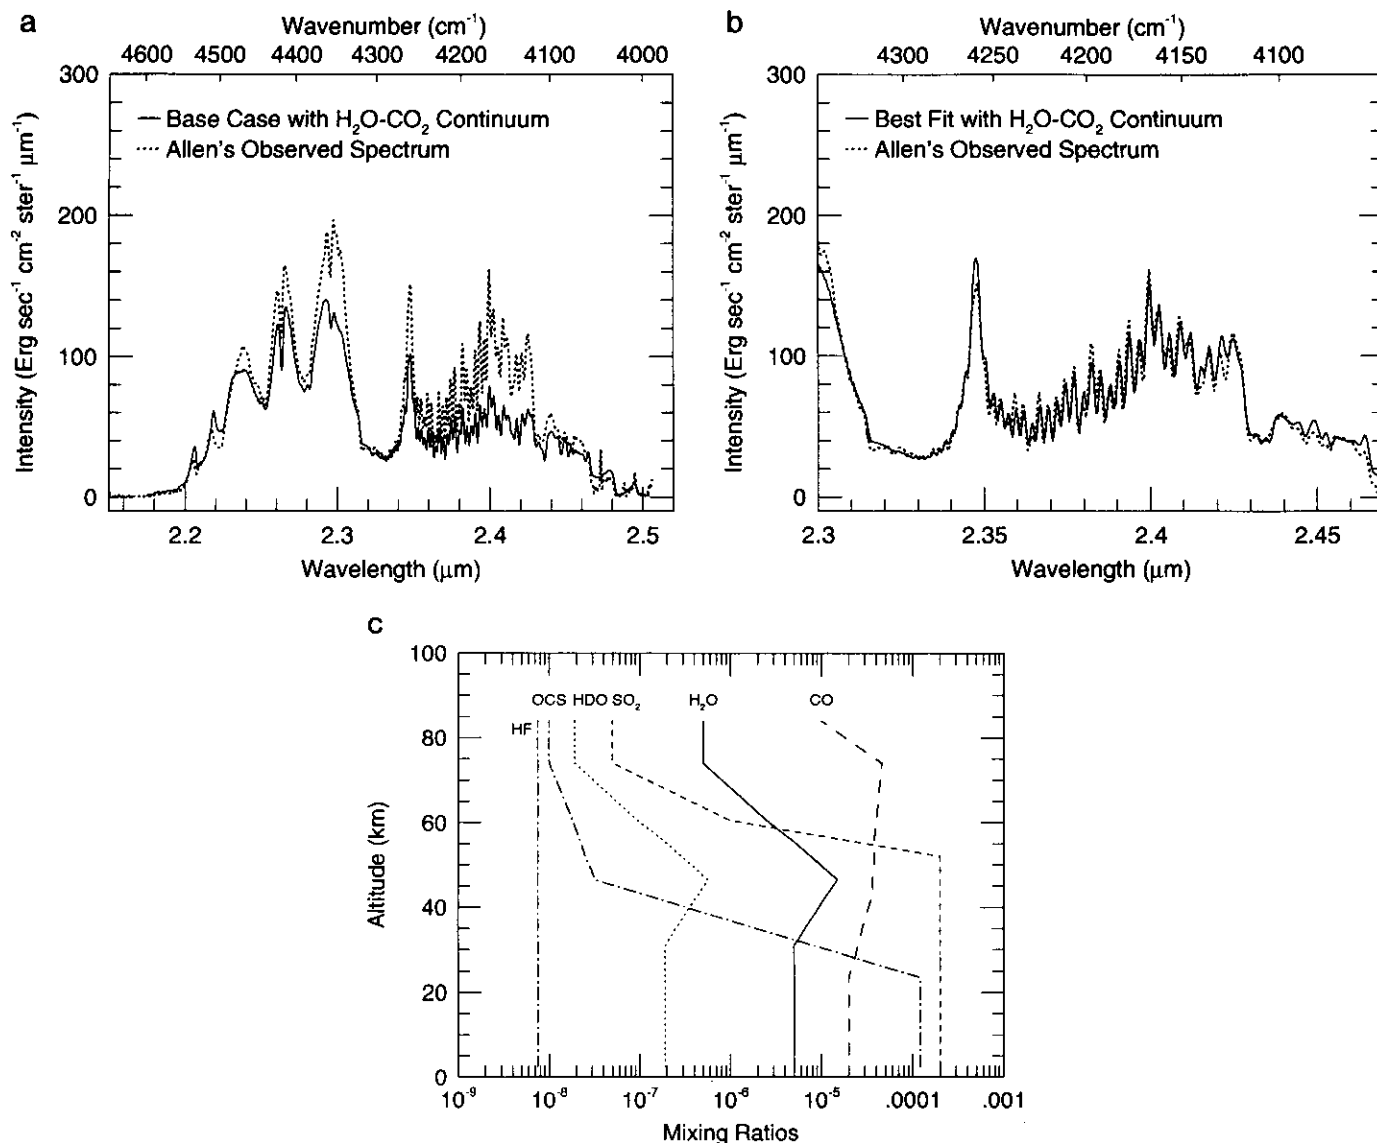 a
Wavenumber (cm-1)
4600 4500 4400 4300 4200 4100 4000
300
200
100
0
Intensity (Erg sec-1 cm-2 ster-1 μm-1)
Base Case with H2O-CO2 Continuum
Allen's Observed Spectrum
2.2 2.3 2.4 2.5
Wavelength (μm)
b
Wavenumber (cm-1)
4300 4250 4200 4150 4100
300
200
100
0
Intensity (Erg sec-1 cm-2 ster-1 μm-1)
Best Fit with H2O-CO2 Continuum
Allen's Observed Spectrum
2.3 2.35 2.4 2.45
Wavelength (μm)
c
100
80
60
40
20
0
Altitude (km)
HF
OCS HDO SO2 H2O CO
10-9 10-8 10-7 10-6 10-5 .0001 .001
Mixing Ratios